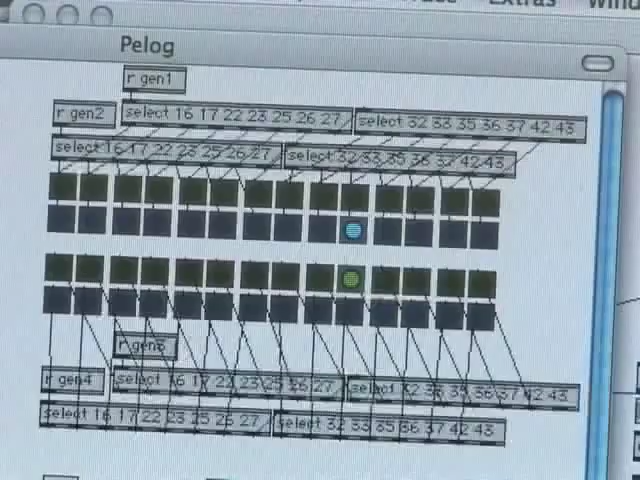 Extras
Pelog
r gen1
r gen2
select 16 17 22 23 25 26 27
select 32 33 35 36 37 42 43
select 16 17 22 23 25 26 27
select 32 33 35 36 37 42 43
r gen3
r gen4
select 16 17 22 23 25 26 27
select 32 33 35 36 37 42 43
select 16 17 22 23 25 26 27
select 32 33 35 36 37 42 43